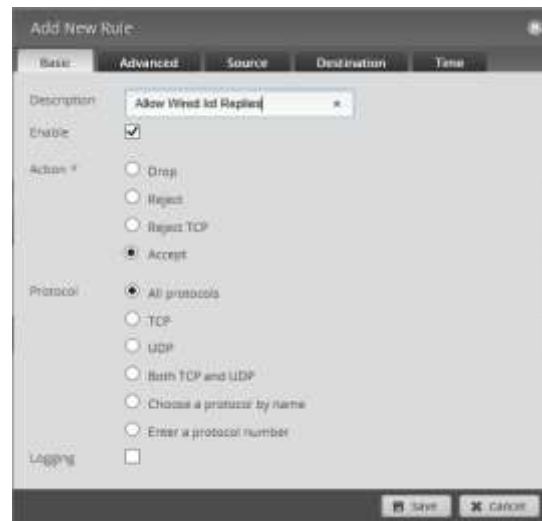 Add New Rule
Basic Advanced Source Destination Time
Description Allow Wired Iot Replies ×
Enable
Action *
Drop
Reject
Reject TCP
Accept
Protocol
All protocols
TCP
UDP
Both TCP and UDP
Choose a protocol by name
Enter a protocol number
Logging
Save Cancel